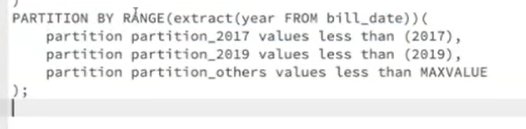 )
PARTITION BY RANGE(extract(year FROM bill_date))(
    partition partition_2017 values less than (2017),
    partition partition_2019 values less than (2019),
    partition partition_others values less than MAXVALUE
);